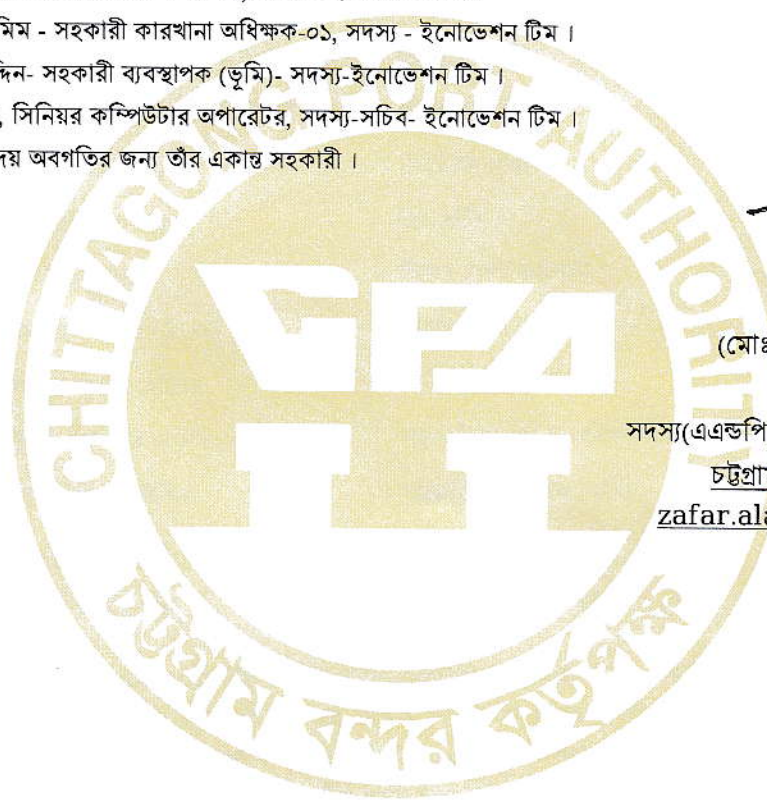 মিম - সহকারী কারখানা অধিক্ষক-০১, সদস্য - ইনোভেশন টিম ।
দ্দিন- সহকারী ব্যবস্থাপক (ভূমি)- সদস্য-ইনোভেশন টিম ।
, সিনিয়র কম্পিউটার অপারেটর, সদস্য-সচিব- ইনোভেশন টিম ।
দয় অবগতির জন্য তাঁর একান্ত সহকারী ।
CHITTAGONG PORT AUTHORITY
CPA
(মোঃ
সদস্য(এএন্ডপি
চট্টগ্রা
zafar.ala
চট্টগ্রাম বন্দর কর্তৃপক্ষ